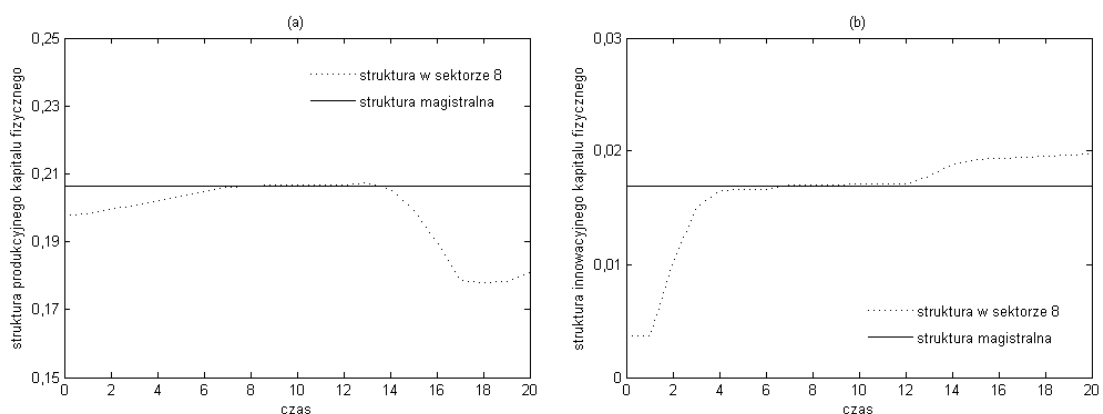 (a)
struktura produkcyjnego kapitału fizycznego
0,25
0,23
0,21
0,19
0,17
0,15
struktura w sektorze 8
struktura magistralna
0 2 4 6 8 10 12 14 16 18 20
czas
(b)
struktura innowacyjnego kapitału fizycznego
0,03
0,02
0,01
0
struktura w sektorze 8
struktura magistralna
0 2 4 6 8 10 12 14 16 18 20
czas